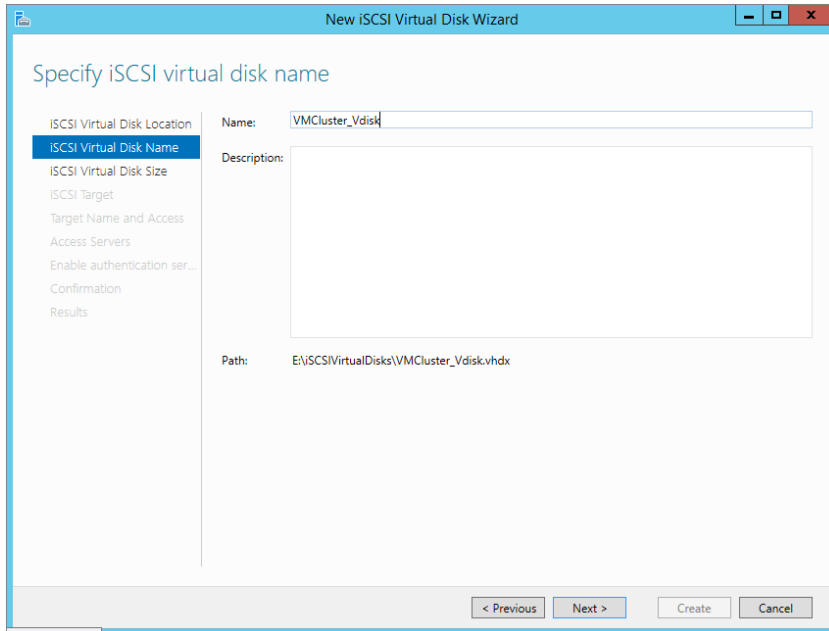 New iSCSI Virtual Disk Wizard
Specify iSCSI virtual disk name
iSCSI Virtual Disk Location
iSCSI Virtual Disk Name
iSCSI Virtual Disk Size
iSCSI Target
Target Name and Access
Access Servers
Enable authentication ser...
Confirmation
Results
Name:
VMCluster_Vdisk
Description:
Path:
E:\iSCSIVirtualDisks\VMCluster_Vdisk.vhdx
< Previous
Next >
Create
Cancel